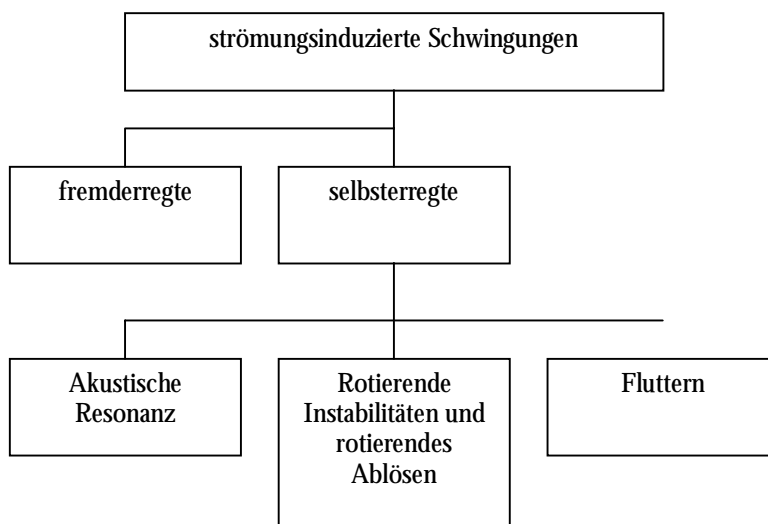 strömungsinduzierte Schwingungen
fremderregte
selbsterregte
Akustische
Resonanz
Rotierende
Instabilitäten und
rotierendes
Ablösen
Fluttern